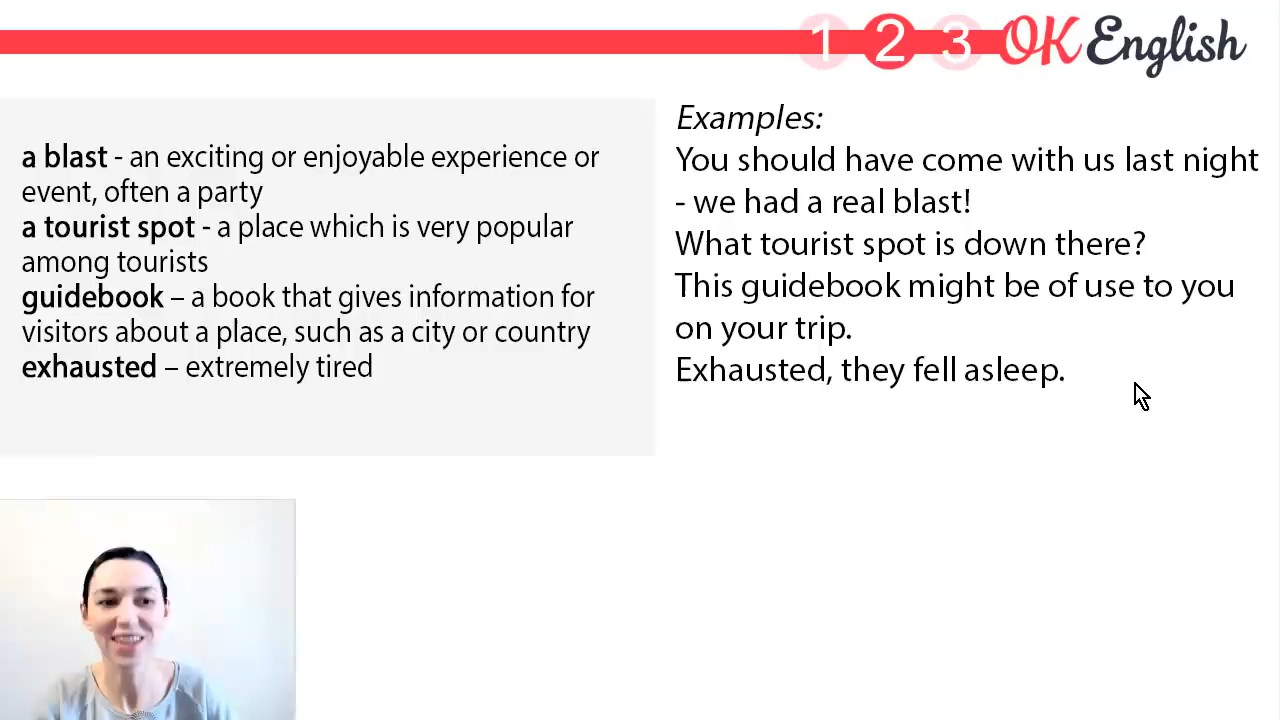 1 2 3 OK English
a blast - an exciting or enjoyable experience or
event, often a party
a tourist spot - a place which is very popular
among tourists
guidebook – a book that gives information for
visitors about a place, such as a city or country
exhausted – extremely tired
Examples:
You should have come with us last night
- we had a real blast!
What tourist spot is down there?
This guidebook might be of use to you
on your trip.
Exhausted, they fell asleep.